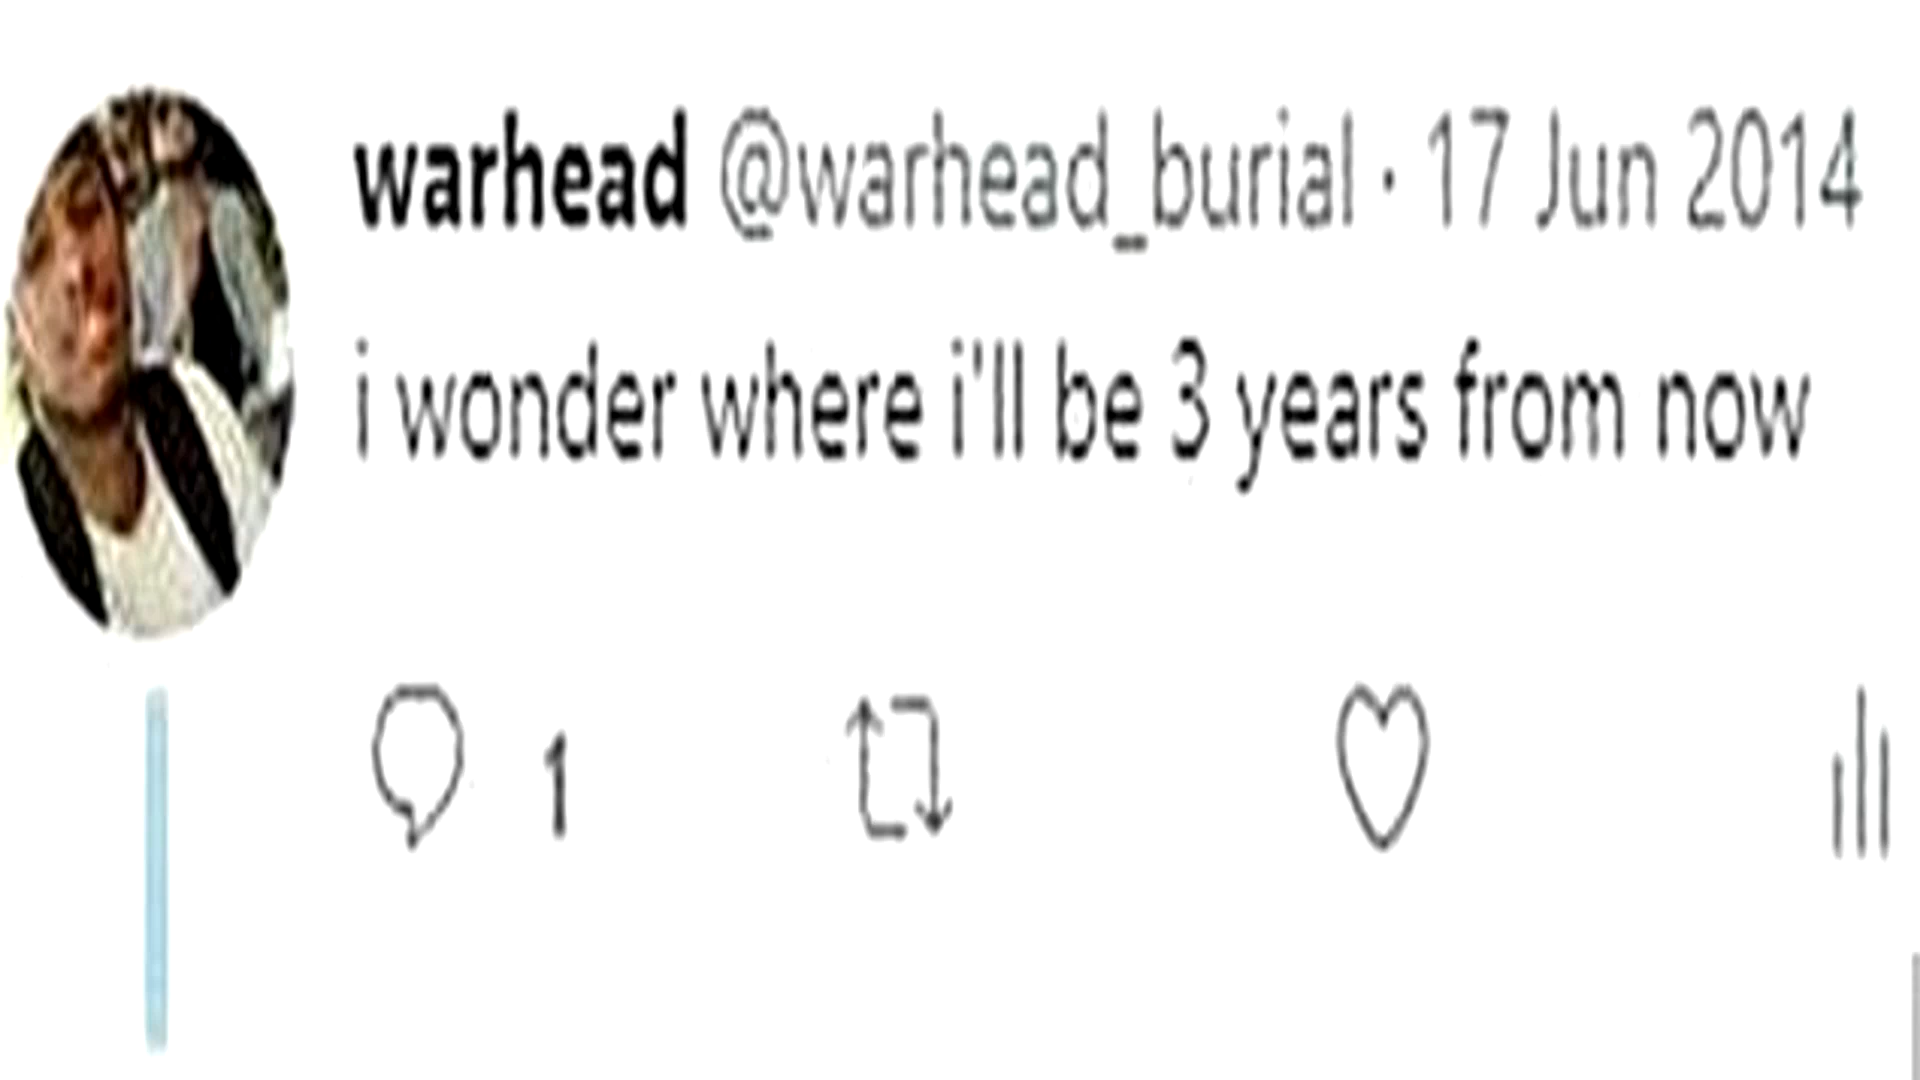 warhead @warhead_burial · 17 Jun 2014
i wonder where i'll be 3 years from now
1